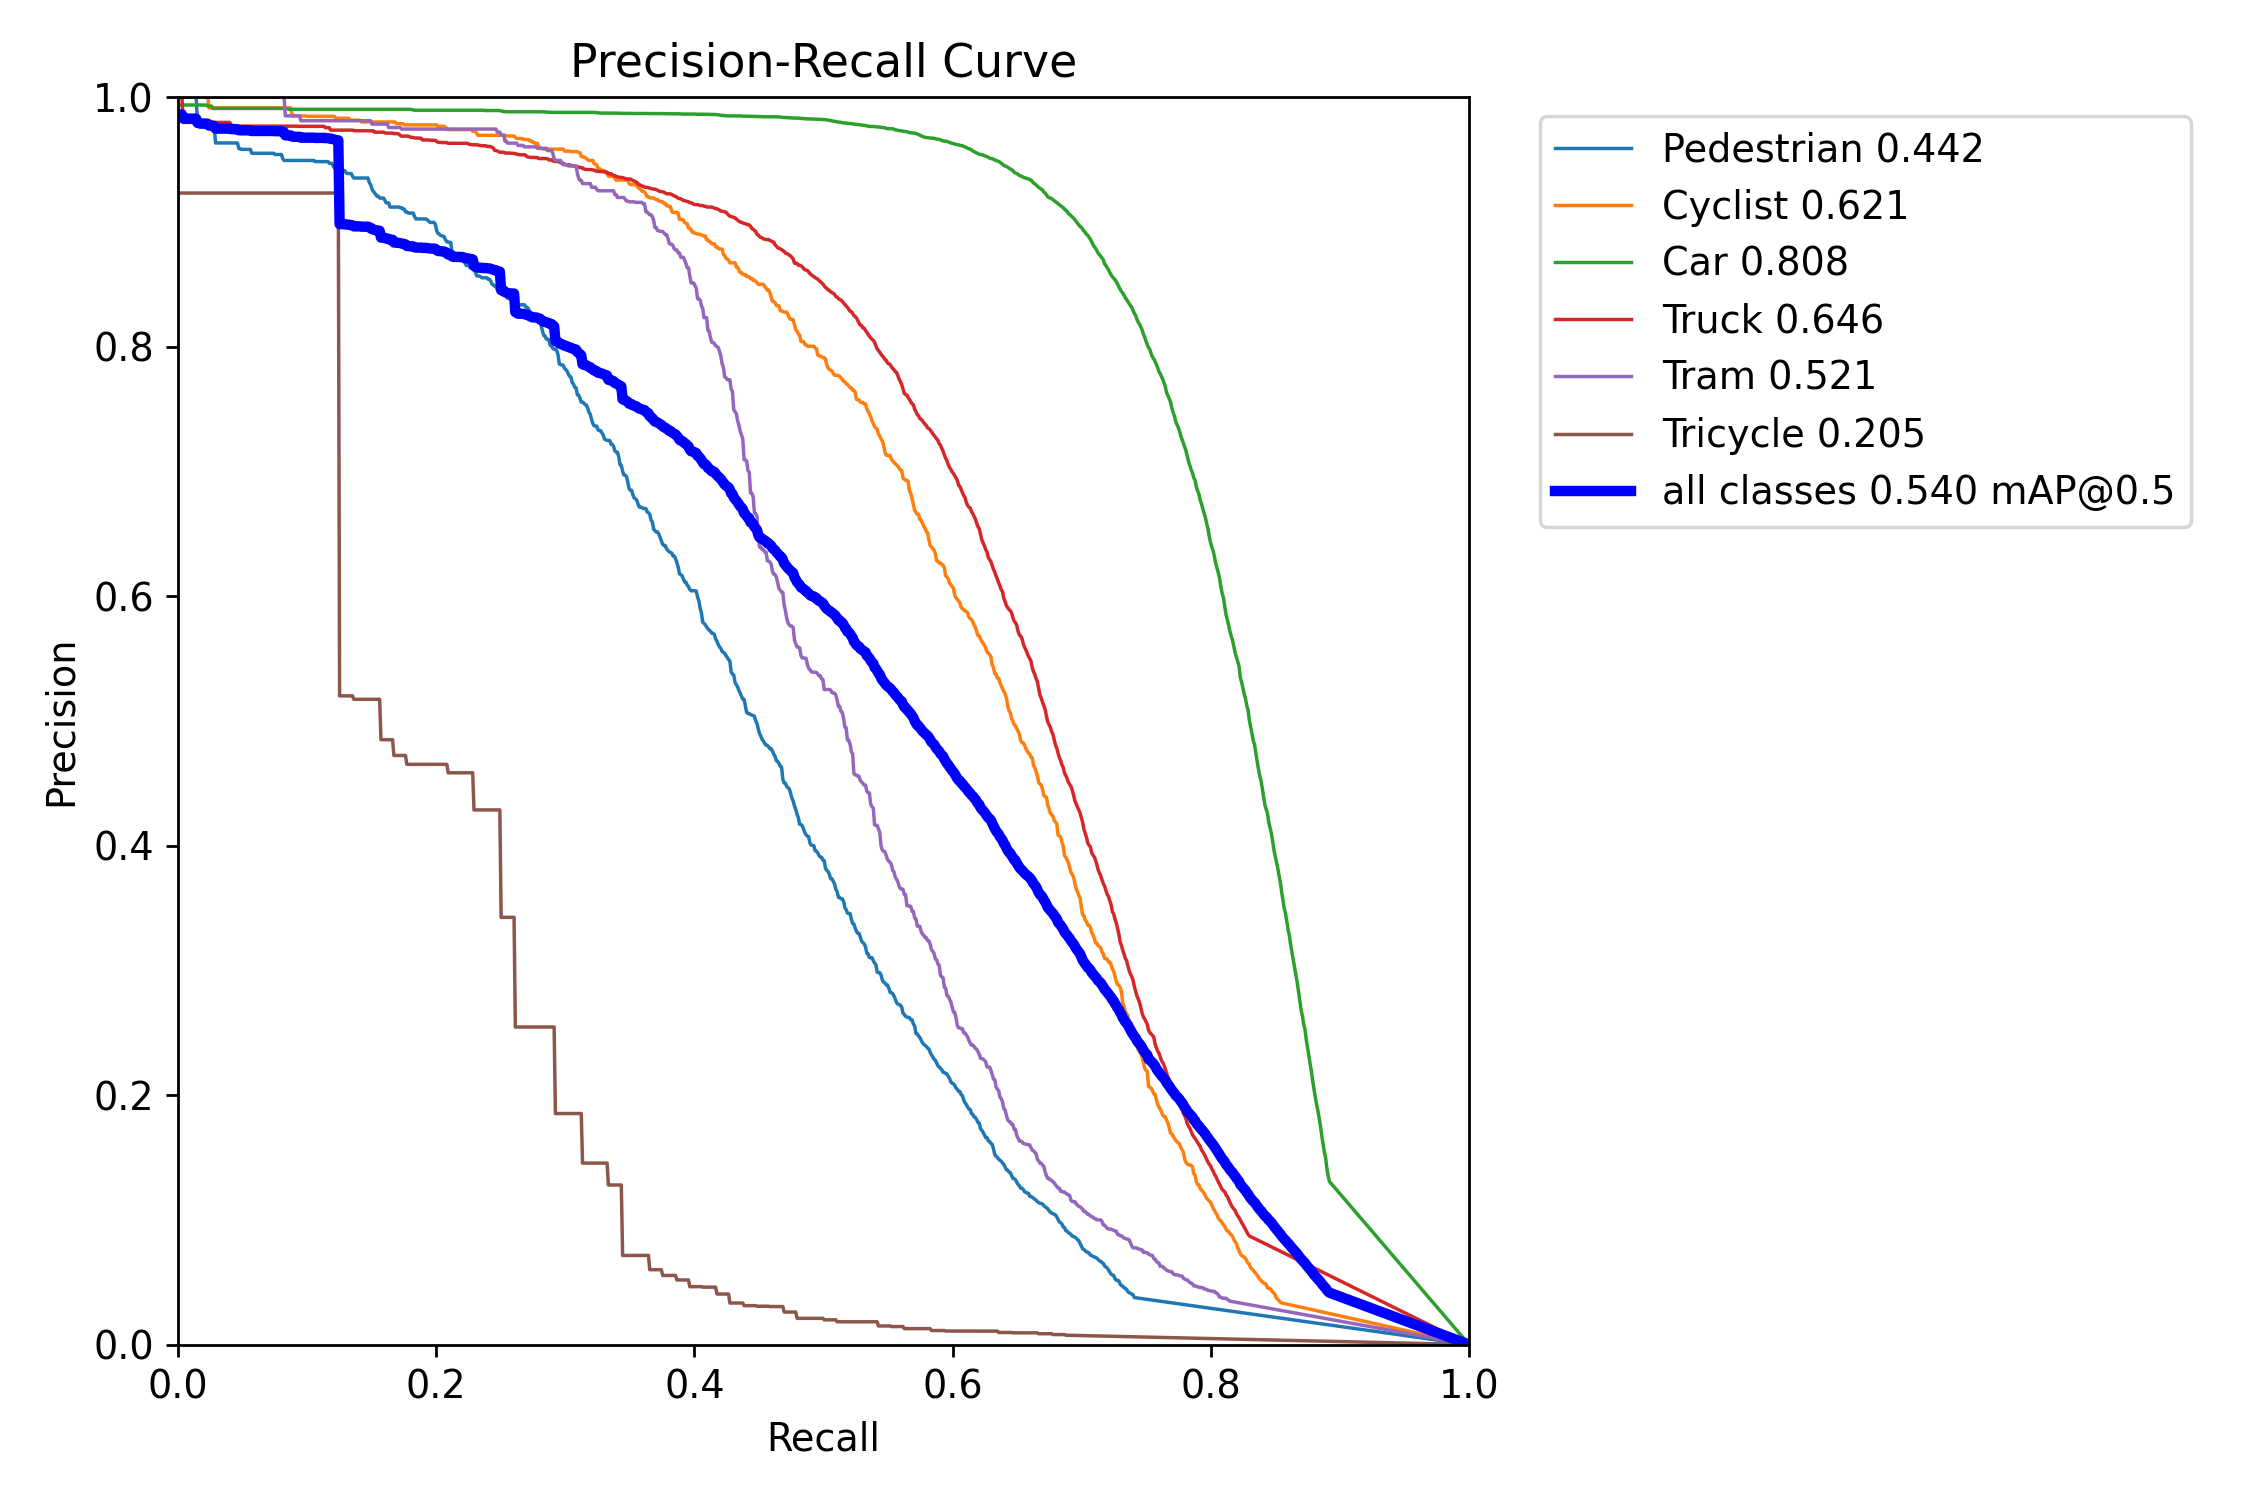 Precision-Recall Curve
1.0
0.8
0.6
0.4
0.2
0.0
Precision
0.0 0.2 0.4 0.6 0.8 1.0
Recall
Pedestrian 0.442
Cyclist 0.621
Car 0.808
Truck 0.646
Tram 0.521
Tricycle 0.205
all classes 0.540 mAP@0.5